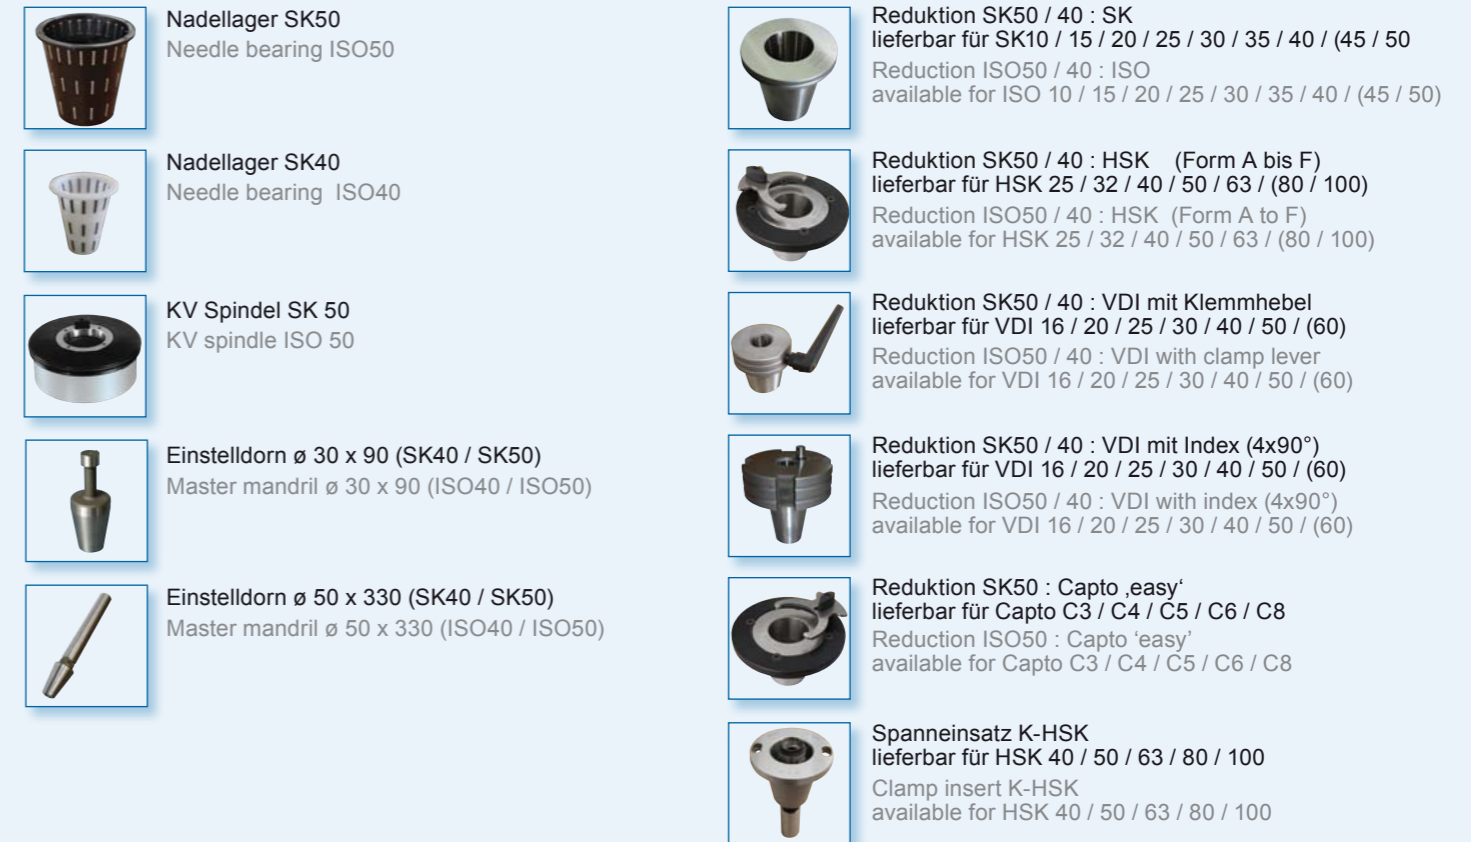 Nadellager SK50
Needle bearing ISO50
Nadellager SK40
Needle bearing ISO40
KV Spindel SK 50
KV spindle ISO 50
Einstelldorn ø 30 x 90 (SK40 / SK50)
Master mandril ø 30 x 90 (ISO40 / ISO50)
Einstelldorn ø 50 x 330 (SK40 / SK50)
Master mandril ø 50 x 330 (ISO40 / ISO50)
Reduktion SK50 / 40 : SK
lieferbar für SK10 / 15 / 20 / 25 / 30 / 35 / 40 / (45 / 50
Reduction ISO50 / 40 : ISO
available for ISO 10 / 15 / 20 / 25 / 30 / 35 / 40 / (45 / 50)
Reduktion SK50 / 40 : HSK (Form A bis F)
lieferbar für HSK 25 / 32 / 40 / 50 / 63 / (80 / 100)
Reduction ISO50 / 40 : HSK (Form A to F)
available for HSK 25 / 32 / 40 / 50 / 63 / (80 / 100)
Reduktion SK50 / 40 : VDI mit Klemmhebel
lieferbar für VDI 16 / 20 / 25 / 30 / 40 / 50 / (60)
Reduction ISO50 / 40 : VDI with clamp lever
available for VDI 16 / 20 / 25 / 30 / 40 / 50 / (60)
Reduktion SK50 / 40 : VDI mit Index (4x90°)
lieferbar für VDI 16 / 20 / 25 / 30 / 40 / 50 / (60)
Reduction ISO50 / 40 : VDI with index (4x90°)
available for VDI 16 / 20 / 25 / 30 / 40 / 50 / (60)
Reduktion SK50 : Capto ‚easy‘
lieferbar für Capto C3 / C4 / C5 / C6 / C8
Reduction ISO50 : Capto ‘easy’
available for Capto C3 / C4 / C5 / C6 / C8
Spanneinsatz K-HSK
lieferbar für HSK 40 / 50 / 63 / 80 / 100
Clamp insert K-HSK
available for HSK 40 / 50 / 63 / 80 / 100